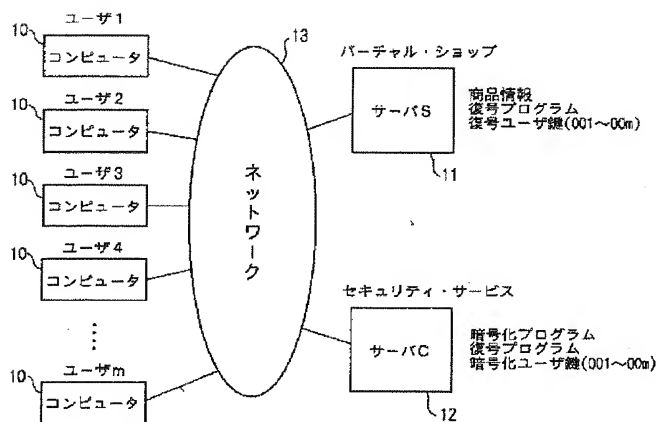 ユーザ1
10
コンピュータ
ユーザ2
10
コンピュータ
ユーザ3
10
コンピュータ
ユーザ4
10
コンピュータ
ユーザm
10
コンピュータ
13
ネットワーク
バーチャル・ショップ
サーバS
11
商品情報
復号プログラム
復号ユーザ鍵(001～00m)
セキュリティ・サービス
サーバC
12
暗号化プログラム
復号プログラム
暗号化ユーザ鍵(001～00m)